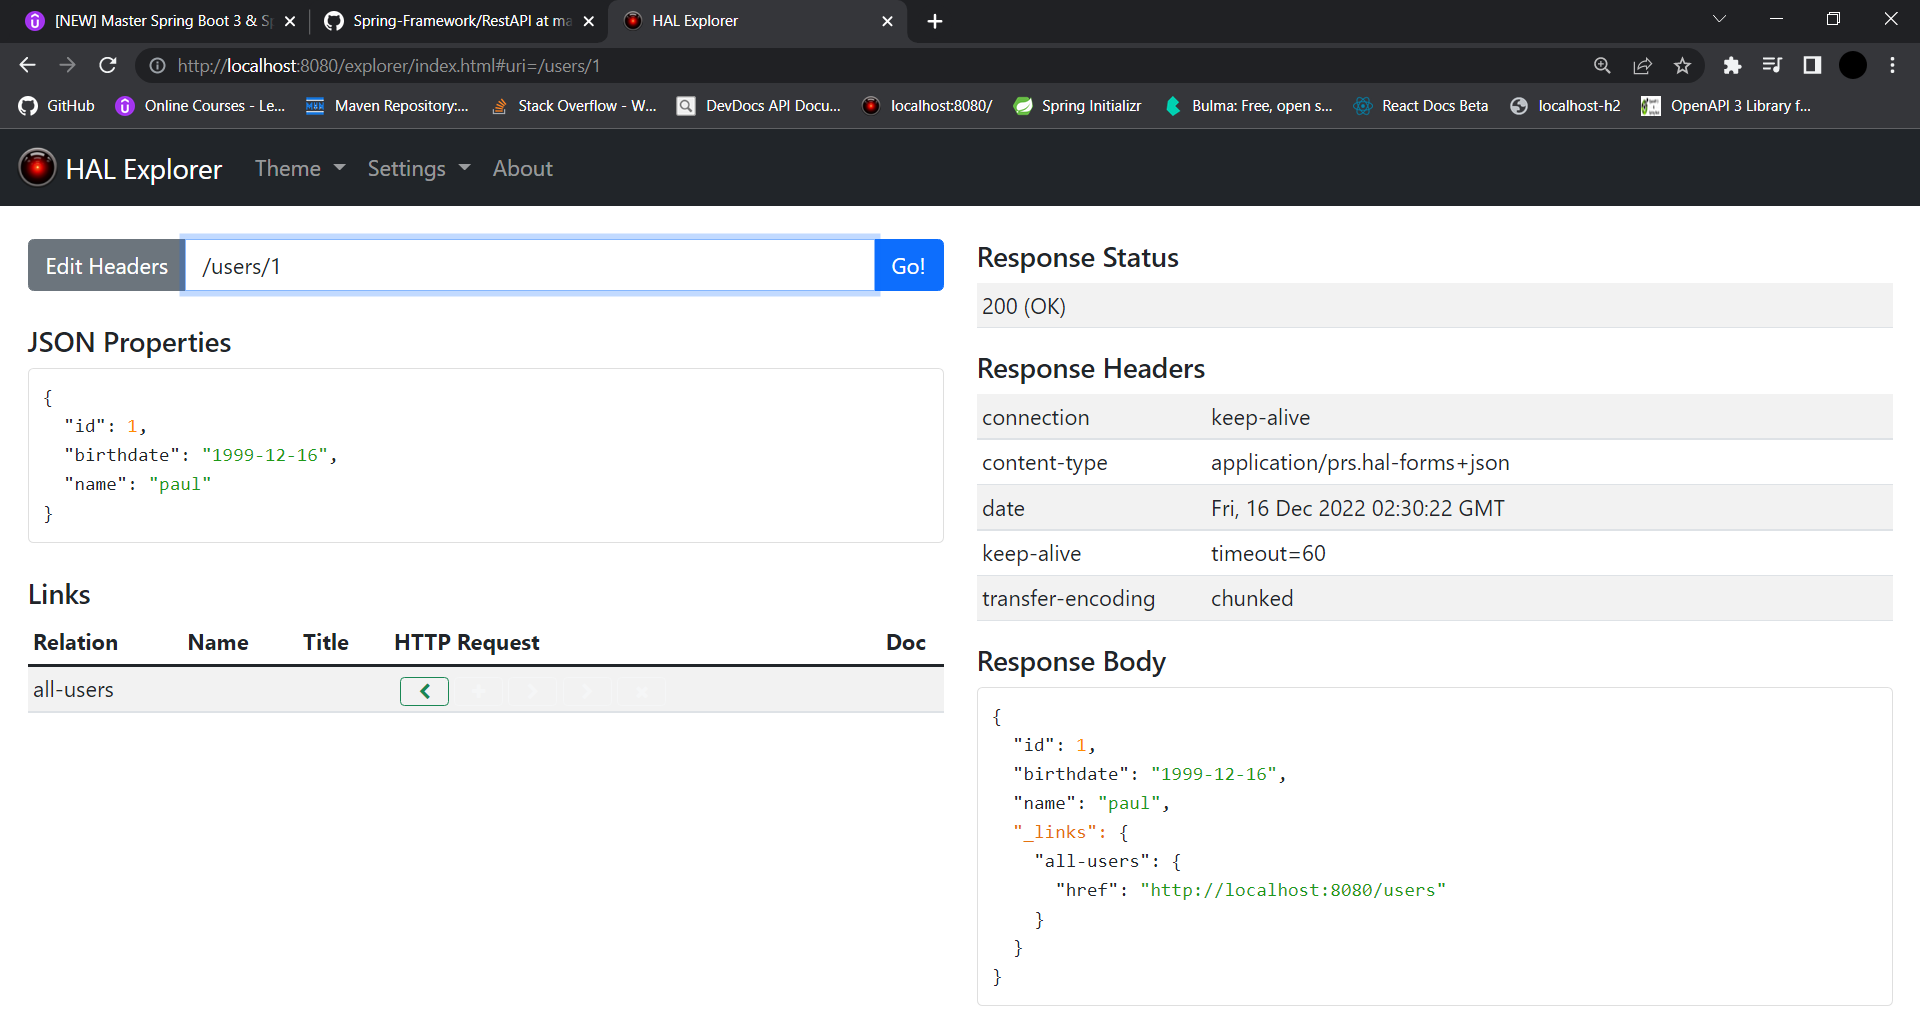 [NEW] Master Spring Boot 3 & Sp
Spring-Framework/RestAPI at ma
HAL Explorer
http://localhost:8080/explorer/index.html#uri=/users/1
GitHub
Online Courses - Le...
Maven Repository:...
Stack Overflow - W...
DevDocs API Docu...
localhost:8080/
Spring Initializr
Bulma: Free, open s...
React Docs Beta
localhost-h2
OpenAPI 3 Library f...
HAL Explorer
Theme
Settings
About
Edit Headers
/users/1
Go!
JSON Properties
{
"id": 1,
"birthdate": "1999-12-16",
"name": "paul"
}
Links
Relation Name Title HTTP Request Doc
all-users
Response Status
200 (OK)
Response Headers
connection keep-alive
content-type application/prs.hal-forms+json
date Fri, 16 Dec 2022 02:30:22 GMT
keep-alive timeout=60
transfer-encoding chunked
Response Body
{
"id": 1,
"birthdate": "1999-12-16",
"name": "paul",
"_links": {
"all-users": {
"href": "http://localhost:8080/users"
}
}
}